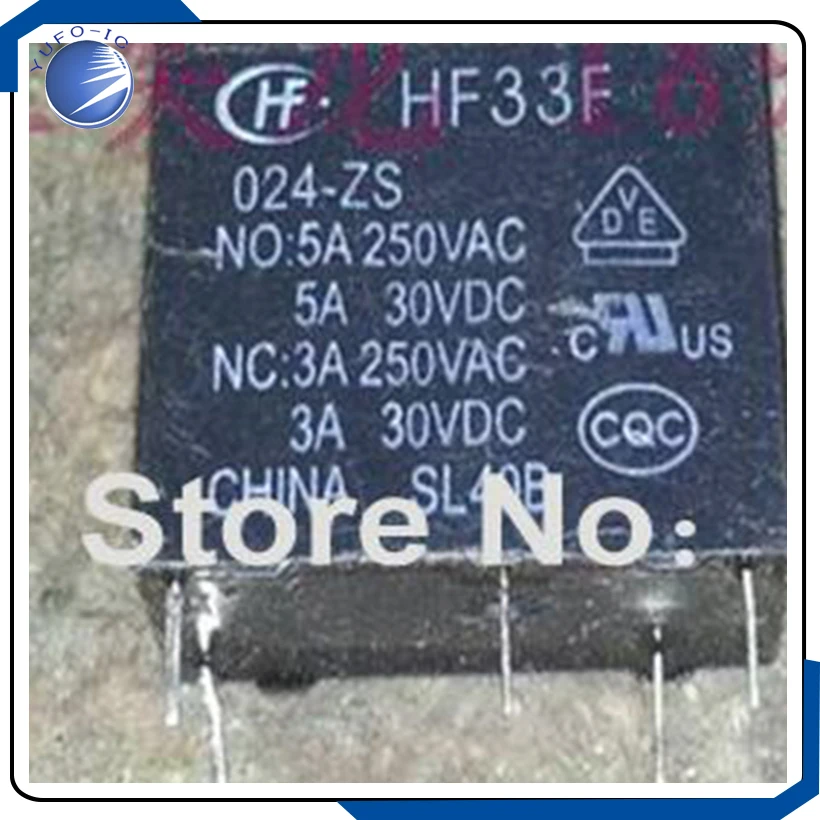 YUFO-IC
HF HF33F
024-ZS
NO:5A 250VAC
5A 30VDC
NC:3A 250VAC
3A 30VDC
CHINA
VDE
C US
CQC
Store No: